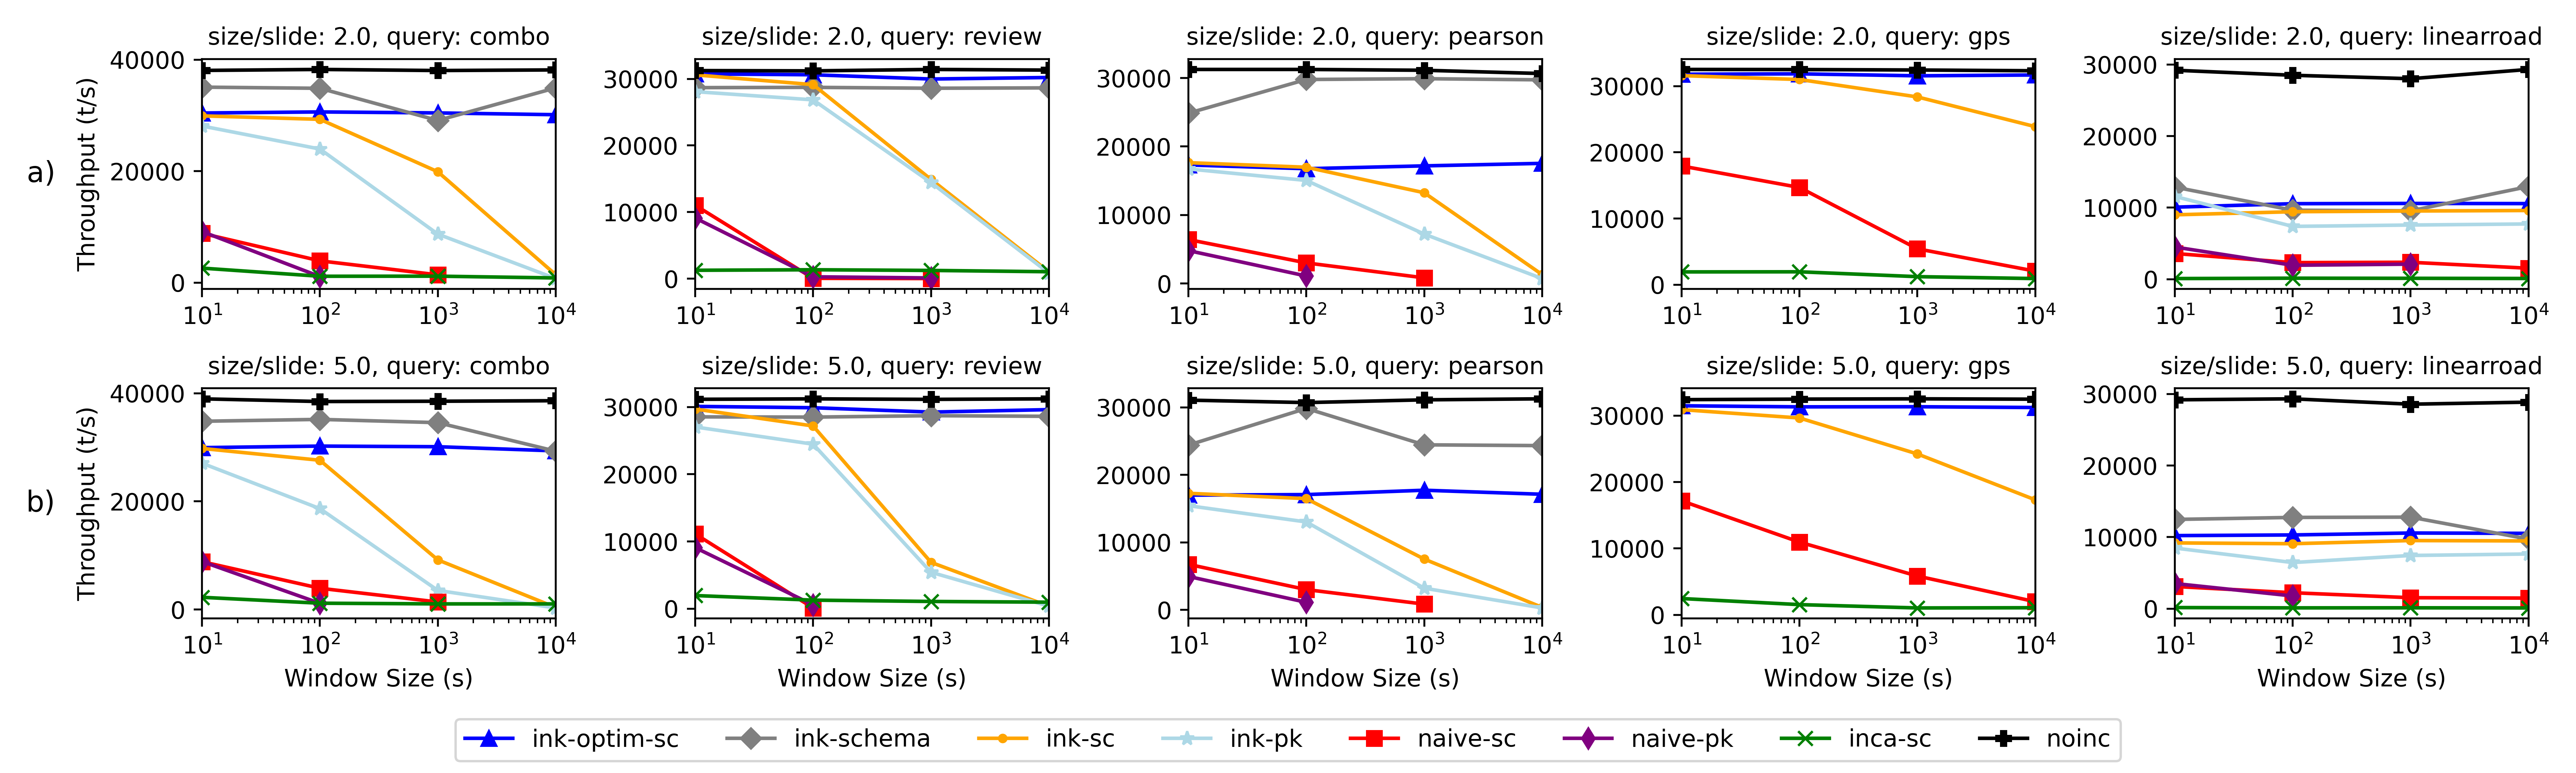 size/slide: 2.0, query: combo
size/slide: 2.0, query: review
size/slide: 2.0, query: pearson
size/slide: 2.0, query: gps
size/slide: 2.0, query: linearroad
a)
Throughput (t/s)
40000
20000
0
10¹ 10² 10³ 10⁴
30000
20000
10000
0
10¹ 10² 10³ 10⁴
30000
20000
10000
0
10¹ 10² 10³ 10⁴
30000
20000
10000
0
10¹ 10² 10³ 10⁴
30000
20000
10000
0
10¹ 10² 10³ 10⁴
size/slide: 5.0, query: combo
size/slide: 5.0, query: review
size/slide: 5.0, query: pearson
size/slide: 5.0, query: gps
size/slide: 5.0, query: linearroad
b)
Throughput (t/s)
40000
20000
0
10¹ 10² 10³ 10⁴
Window Size (s)
30000
20000
10000
0
10¹ 10² 10³ 10⁴
Window Size (s)
30000
20000
10000
0
10¹ 10² 10³ 10⁴
Window Size (s)
30000
20000
10000
0
10¹ 10² 10³ 10⁴
Window Size (s)
30000
20000
10000
0
10¹ 10² 10³ 10⁴
Window Size (s)
ink-optim-sc ink-schema ink-sc ink-pk naive-sc naive-pk inca-sc noinc